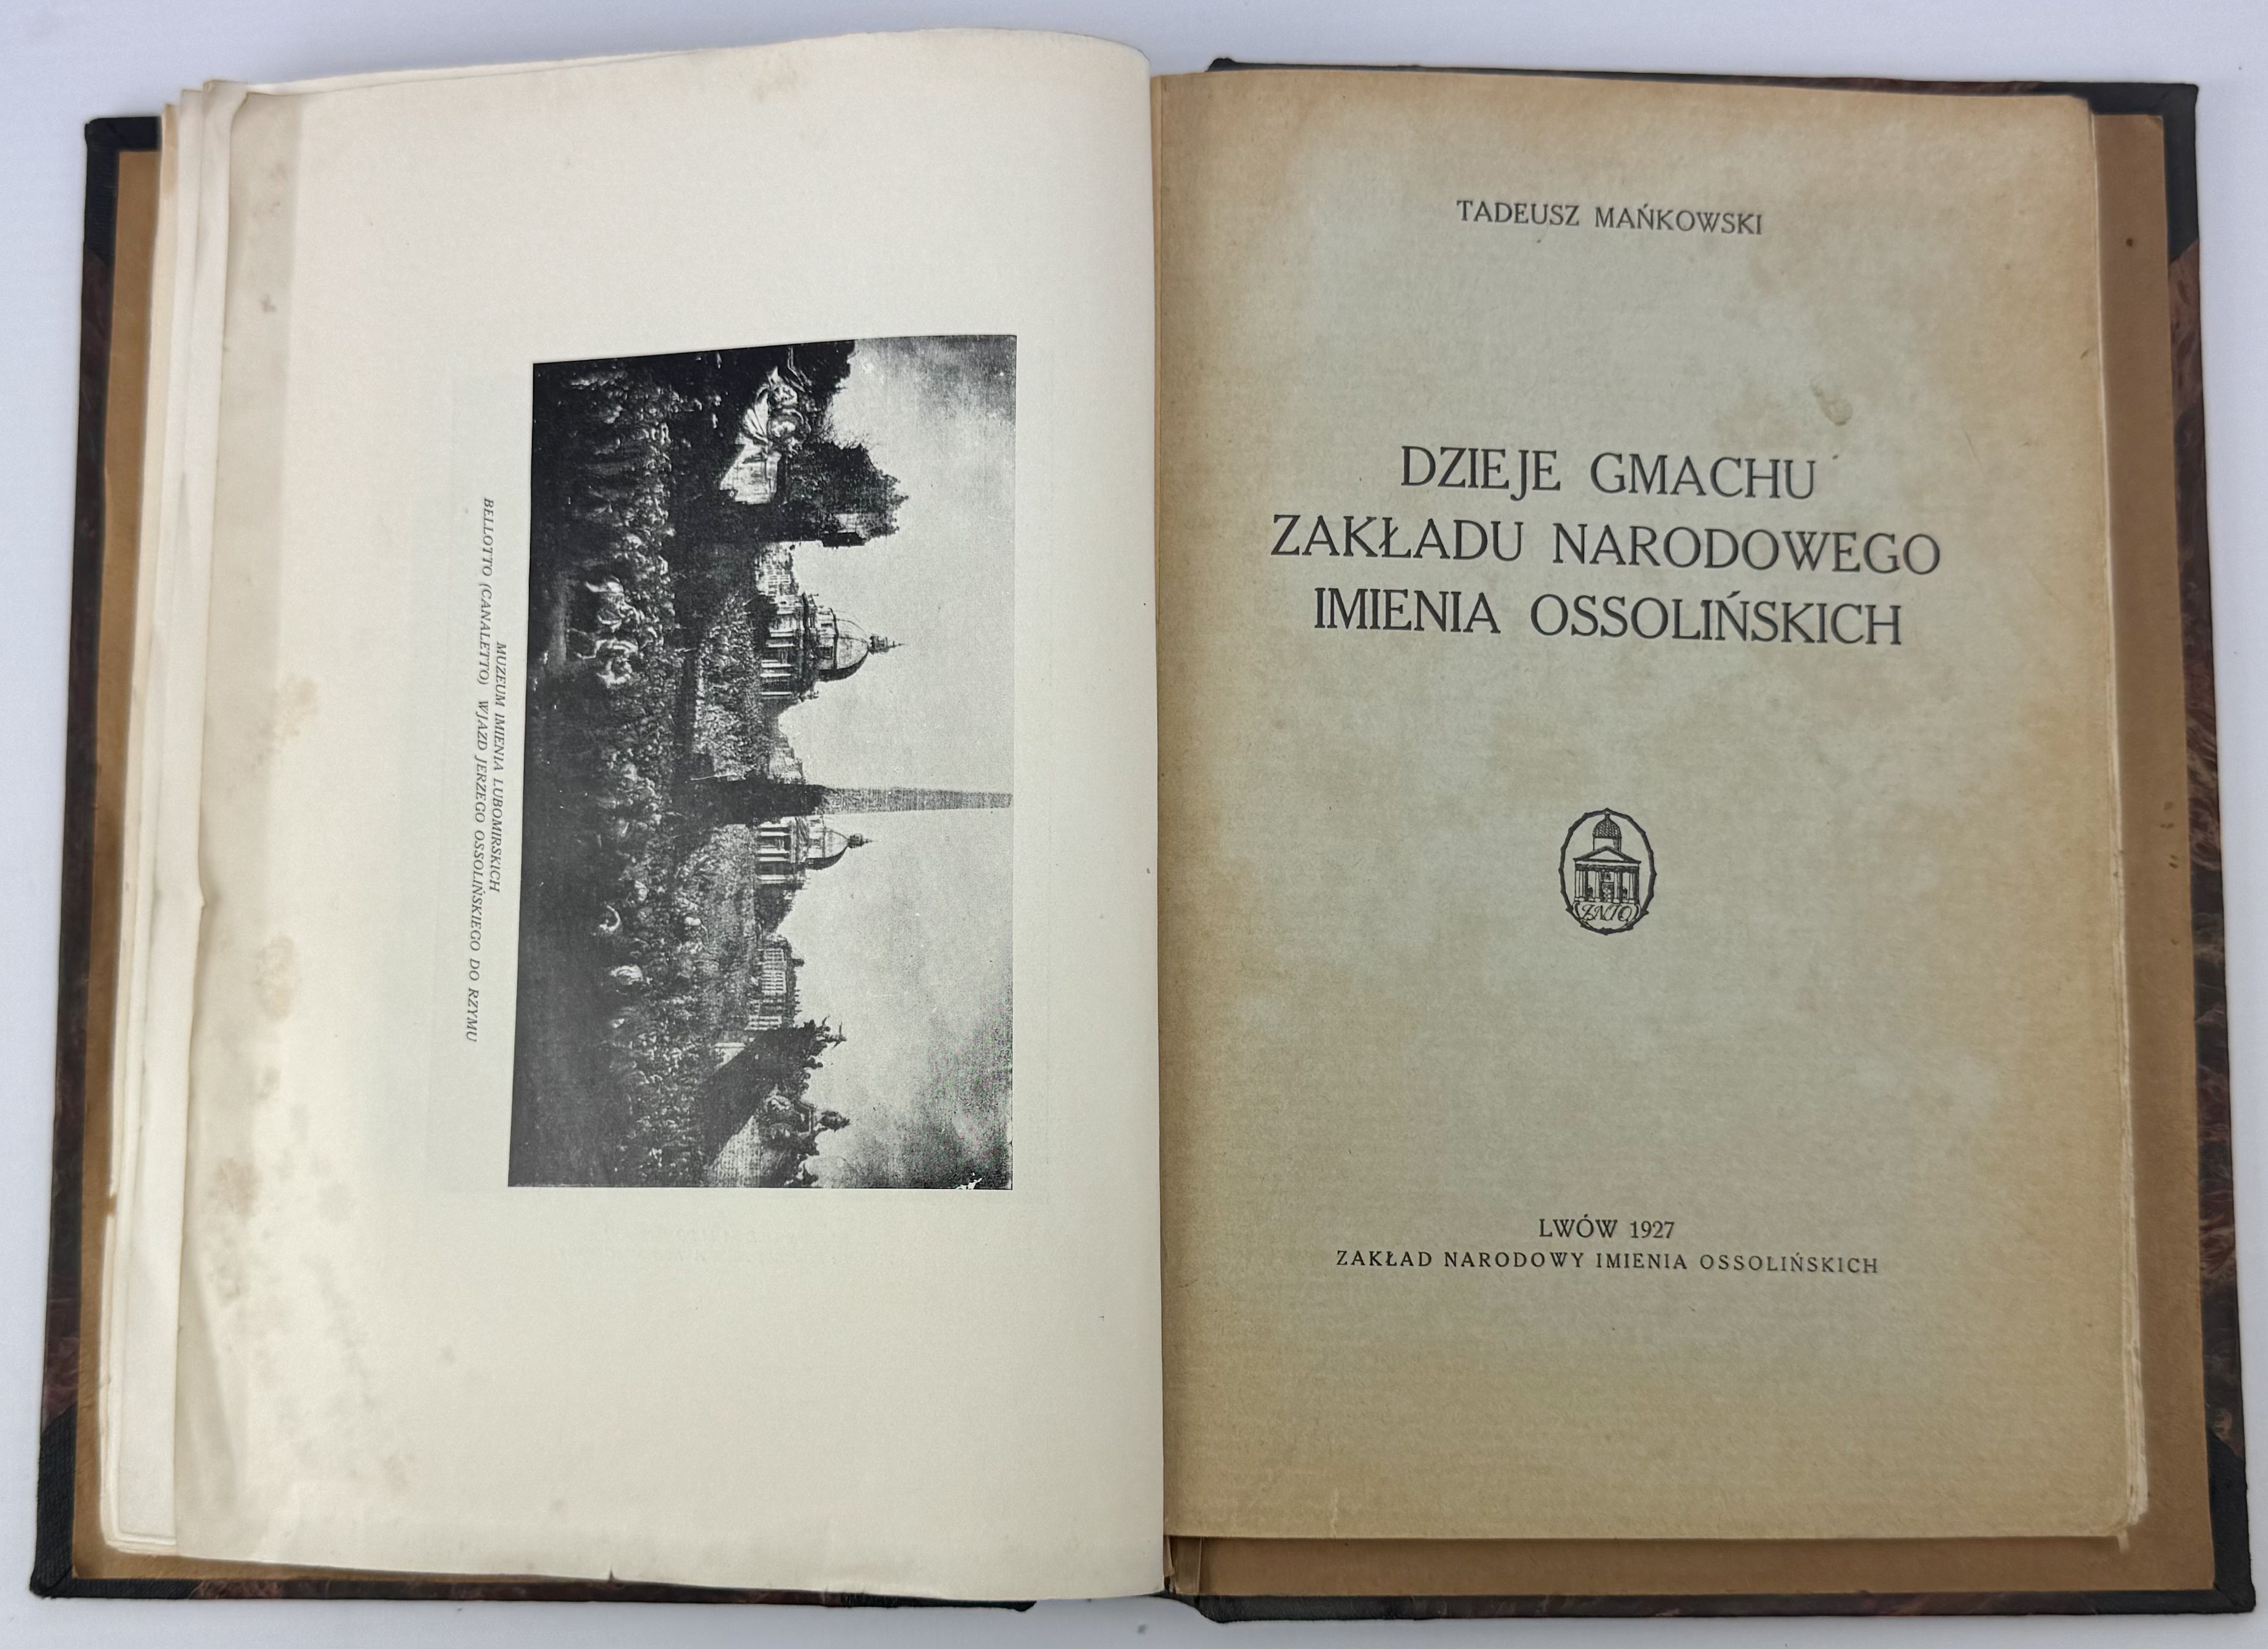 MUZEUM IMIENIA LUBOMIRSKICH
BELLOTTO (CANALETTO) WJAZD JERZEGO OSSOLIŃSKIEGO DO RZYMU
TADEUSZ MAŃKOWSKI
DZIEJE GMACHU
ZAKŁADU NARODOWEGO
IMIENIA OSSOLIŃSKICH
ZNIO
LWÓW 1927
ZAKŁAD NARODOWY IMIENIA OSSOLIŃSKICH